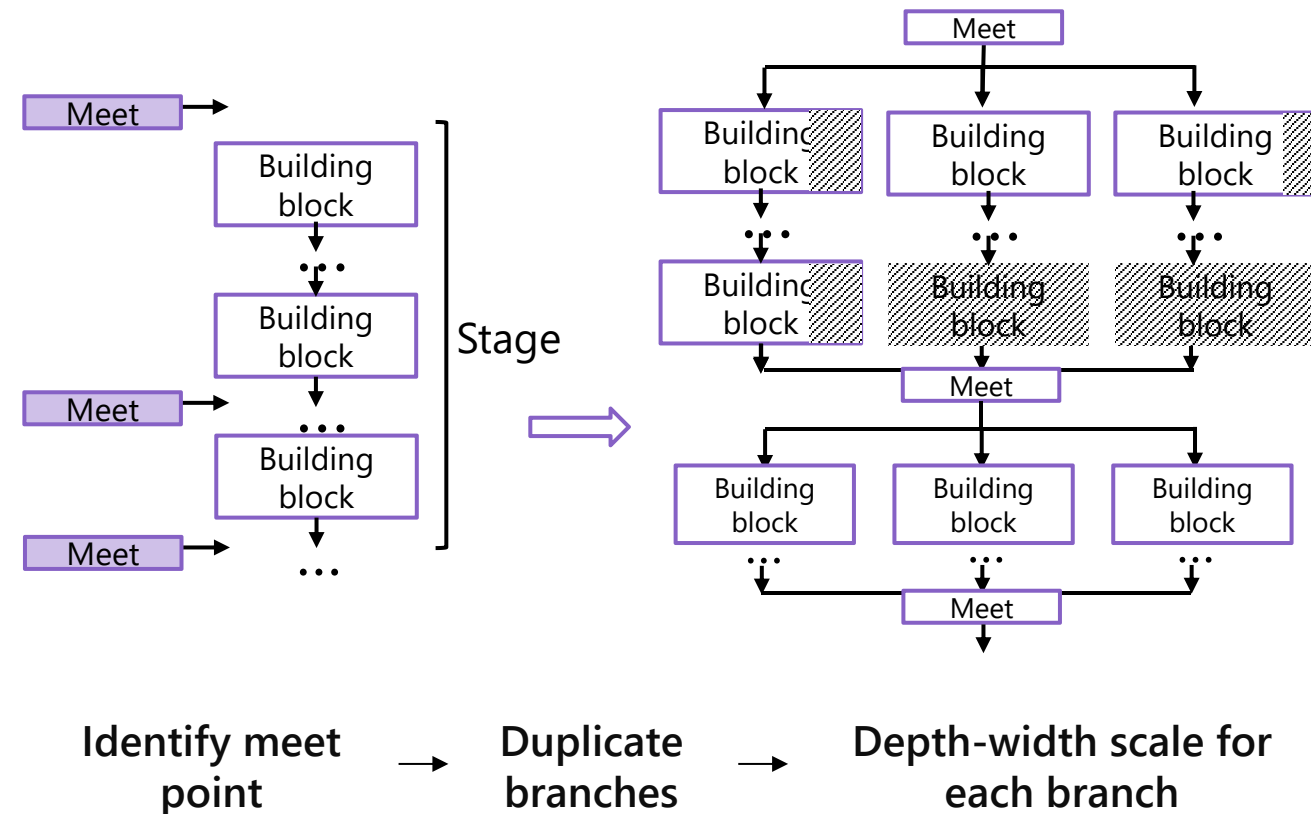 Meet
Building
block
...
Building
block
Meet
...
Building
block
Meet
...
Stage
Meet
Building
block
Building
block
Building
block
...
...
...
Building
block
Building
block
Building
block
Meet
Building
block
Building
block
Building
block
...
...
...
Meet
Identify meet
point
Duplicate
branches
Depth-width scale for
each branch